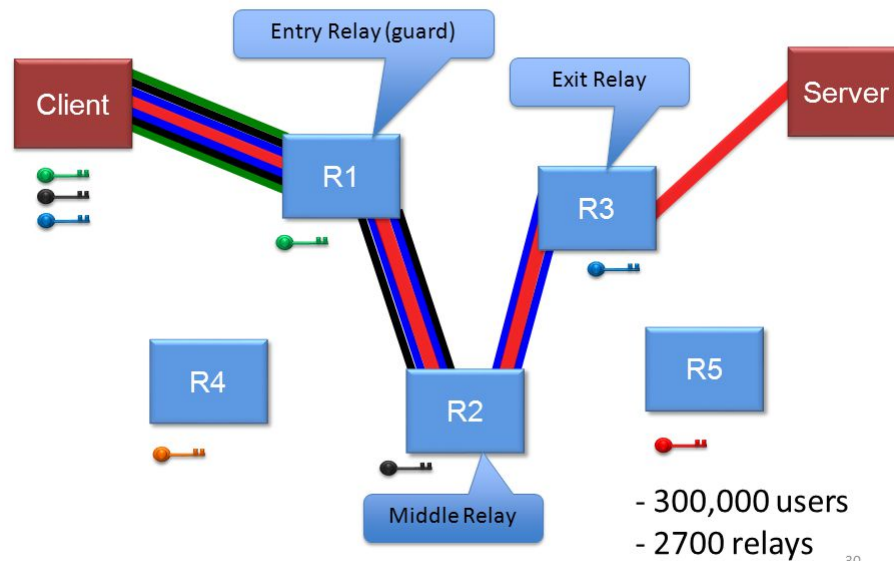 Entry Relay (guard)
Client
Exit Relay
Server
R1
R3
R4
R2
R5
Middle Relay
- 300,000 users
- 2700 relays
30